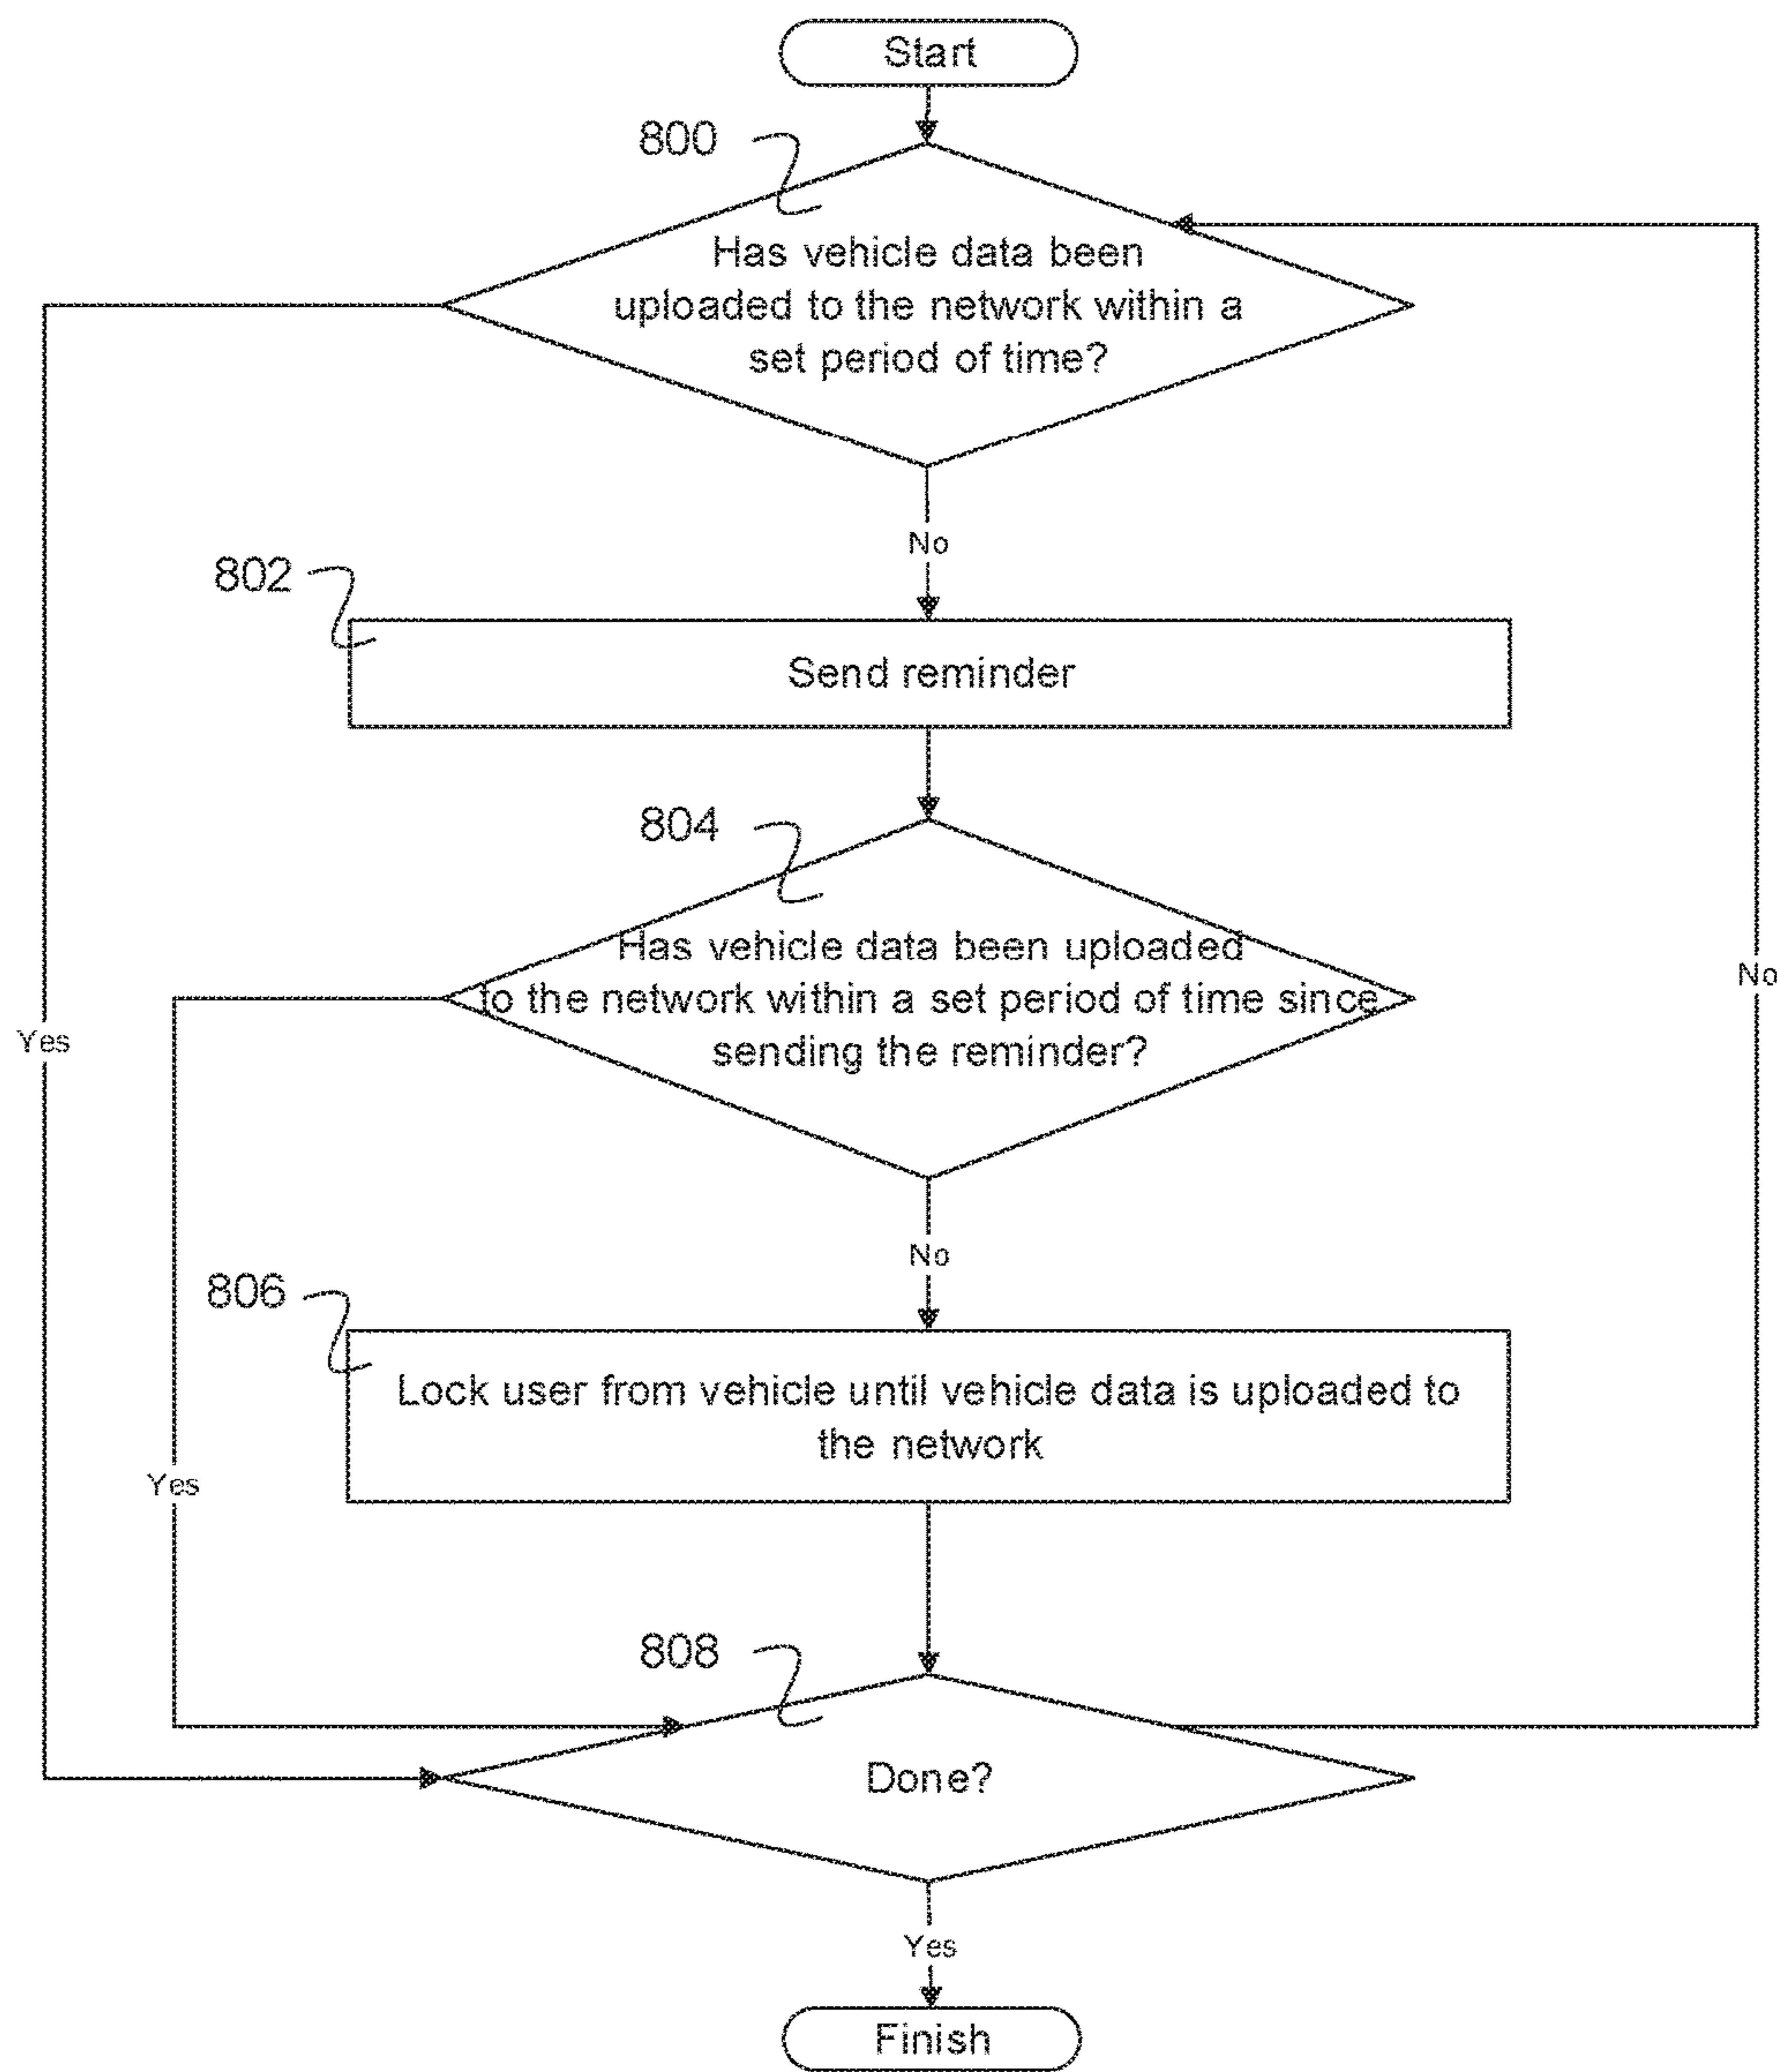 Start
800
Has vehicle data been
uploaded to the network within a
set period of time?
No
802
Send reminder
804
Has vehicle data been uploaded
to the network within a set period of time since
sending the reminder?
No
Yes
No
806
Lock user from vehicle until vehicle data is uploaded to
the network
Yes
808
Done?
Yes
Finish